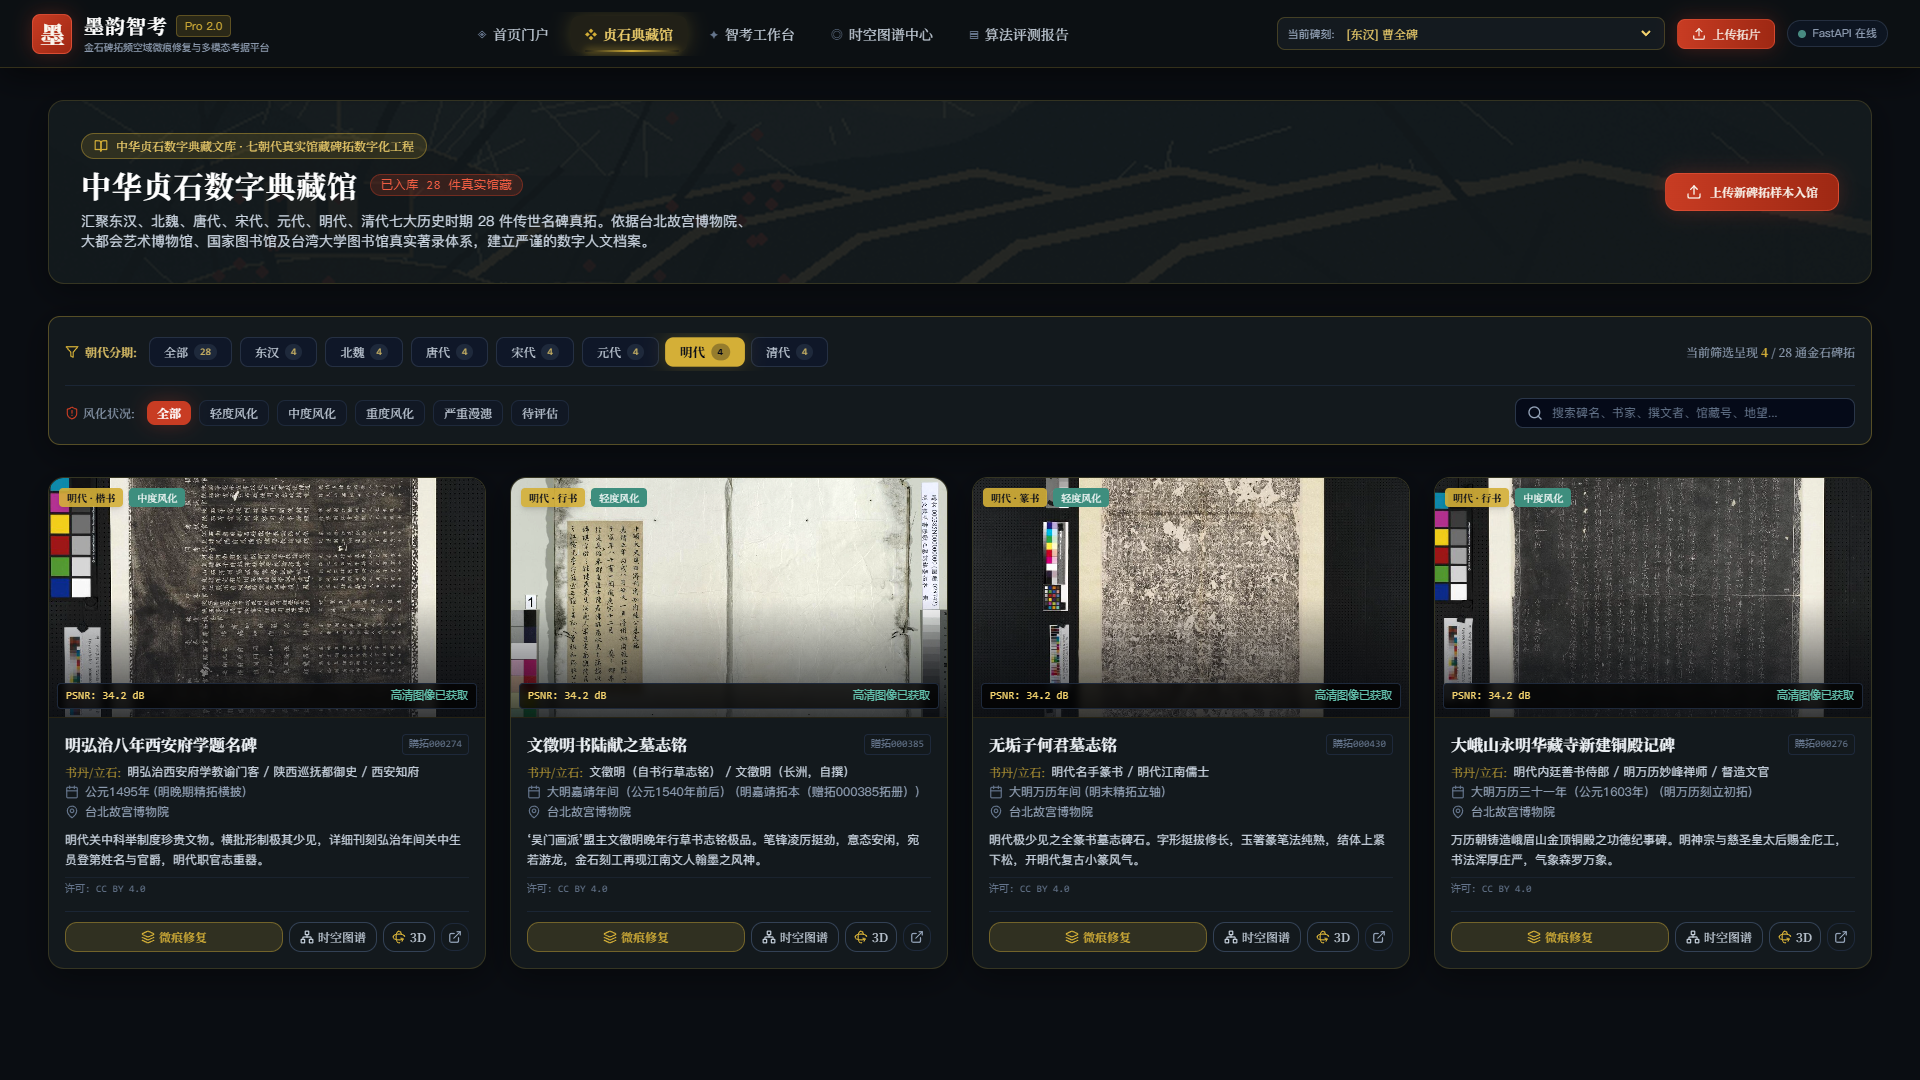 墨 墨韵智考 Pro 2.0
金石碑拓频空域微痕修复与多模态考据平台
首页门户 贞石典藏馆 智考工作台 时空图谱中心 算法评测报告
当前碑刻: [东汉] 曹全碑 上传拓片 FastAPI 在线
中华贞石数字典藏文库 · 七朝代真实馆藏碑拓数字化工程
中华贞石数字典藏馆 已入库 28 件真实馆藏
汇聚东汉、北魏、唐代、宋代、元代、明代、清代七大历史时期 28 件传世名碑真拓。依据台北故宫博物院、
大都会艺术博物馆、国家图书馆及台湾大学图书馆真实著录体系，建立严谨的数字人文档案。
上传新碑拓样本入馆
朝代分期: 全部 28 东汉 4 北魏 4 唐代 4 宋代 4 元代 4 明代 4 清代 4
当前筛选呈现 4 / 28 通金石碑拓
风化状况: 全部 轻度风化 中度风化 重度风化 严重漫漶 待评估
搜索碑名、书家、撰文者、馆藏号、地望...
明代 · 楷书 中度风化
PSNR: 34.2 dB 高清图像已获取
明弘治八年西安府学题名碑 購拓000274
书丹/立石: 明弘治西安府学教谕门客 / 陕西巡抚都御史 / 西安知府
公元1495年 (明晚期精拓横披)
台北故宫博物院
明代关中科举制度珍贵文物。横批形制极其少见，详细刊刻弘治年间关中生
员登第姓名与官爵，明代职官志重器。
许可: CC BY 4.0
微痕修复 时空图谱 3D
明代 · 行书 轻度风化
1
PSNR: 34.2 dB 高清图像已获取
文徵明书陆献之墓志铭 贈拓000385
书丹/立石: 文徵明（自书行草志铭） / 文徵明（长洲，自撰）
大明嘉靖年间（公元1540年前后） (明嘉靖拓本（赠拓000385拓册）)
台北故宫博物院
‘吴门画派’盟主文徵明晚年行草书志铭极品。笔锋凌厉挺劲，意态安闲，宛
若游龙，金石刻工再现江南文人翰墨之风神。
许可: CC BY 4.0
微痕修复 时空图谱 3D
明代 · 篆书 轻度风化
PSNR: 34.2 dB 高清图像已获取
无垢子何君墓志铭 購拓000430
书丹/立石: 明代名手篆书 / 明代江南儒士
大明万历年间 (明末精拓立轴)
台北故宫博物院
明代极少见之全篆书墓志碑石。字形挺拔修长，玉箸篆笔法纯熟，结体上紧
下松，开明代复古小篆风气。
许可: CC BY 4.0
微痕修复 时空图谱 3D
明代 · 行书 中度风化
PSNR: 34.2 dB 高清图像已获取
大峨山永明华藏寺新建铜殿记碑 購拓000276
书丹/立石: 明代内廷善书侍郎 / 明万历妙峰禅师 / 督造文官
大明万历三十一年（公元1603年） (明万历刻立初拓)
台北故宫博物院
万历朝铸造峨眉山金顶铜殿之功德纪事碑。明神宗与慈圣皇太后赐金庀工，
书法浑厚庄严，气象森罗万象。
许可: CC BY 4.0
微痕修复 时空图谱 3D